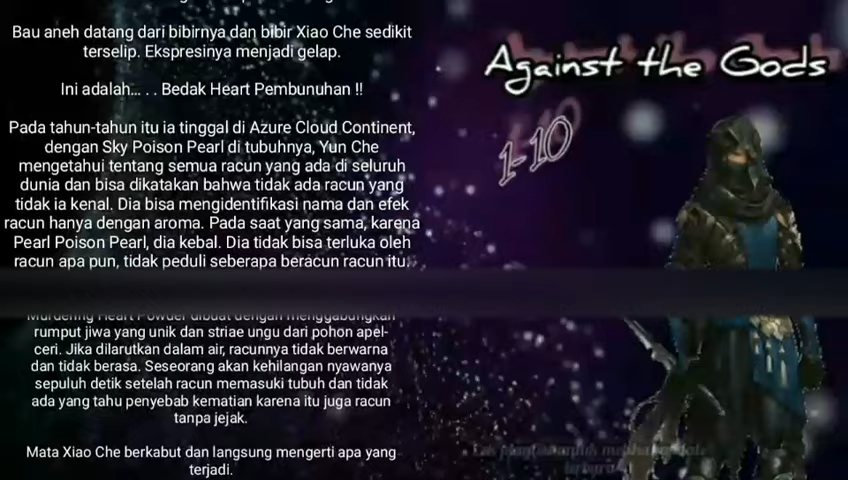 Bau aneh datang dari bibirnya dan bibir Xiao Che sedikit
terselip. Ekspresinya menjadi gelap.
Ini adalah... . . Bedak Heart Pembunuhan !!
Pada tahun-tahun itu ia tinggal di Azure Cloud Continent,
dengan Sky Poison Pearl di tubuhnya, Yun Che
mengetahui tentang semua racun yang ada di seluruh
dunia dan bisa dikatakan bahwa tidak ada racun yang
tidak ia kenal. Dia bisa mengidentifikasi nama dan efek
racun hanya dengan aroma. Pada saat yang sama, karena
Pearl Poison Pearl, dia kebal. Dia tidak bisa terluka oleh
racun apa pun, tidak peduli seberapa beracun racun itu.
Murdering Heart Powder dibuat dengan menggabungkan
rumput jiwa yang unik dan striae ungu dari pohon apel-
ceri. Jika dilarutkan dalam air, racunnya tidak berwarna
dan tidak berasa. Seseorang akan kehilangan nyawanya
sepuluh detik setelah racun memasuki tubuh dan tidak
ada yang tahu penyebab kematian karena itu juga racun
tanpa jejak.
Mata Xiao Che berkabut dan langsung mengerti apa yang
terjadi.
Against the Gods
1-10